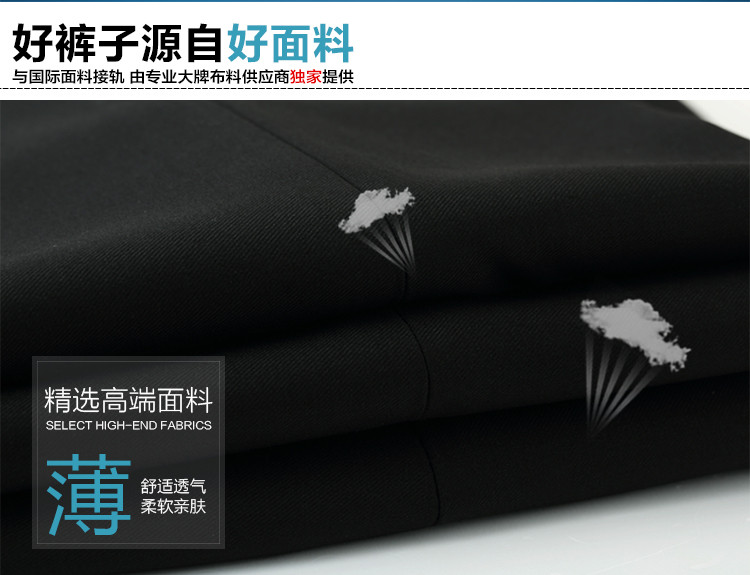 好裤子源自好面料
与国际面料接轨 由专业大牌布料供应商独家提供
精选高端面料
SELECT HIGH-END FABRICS
薄
舒适透气
柔软亲肤